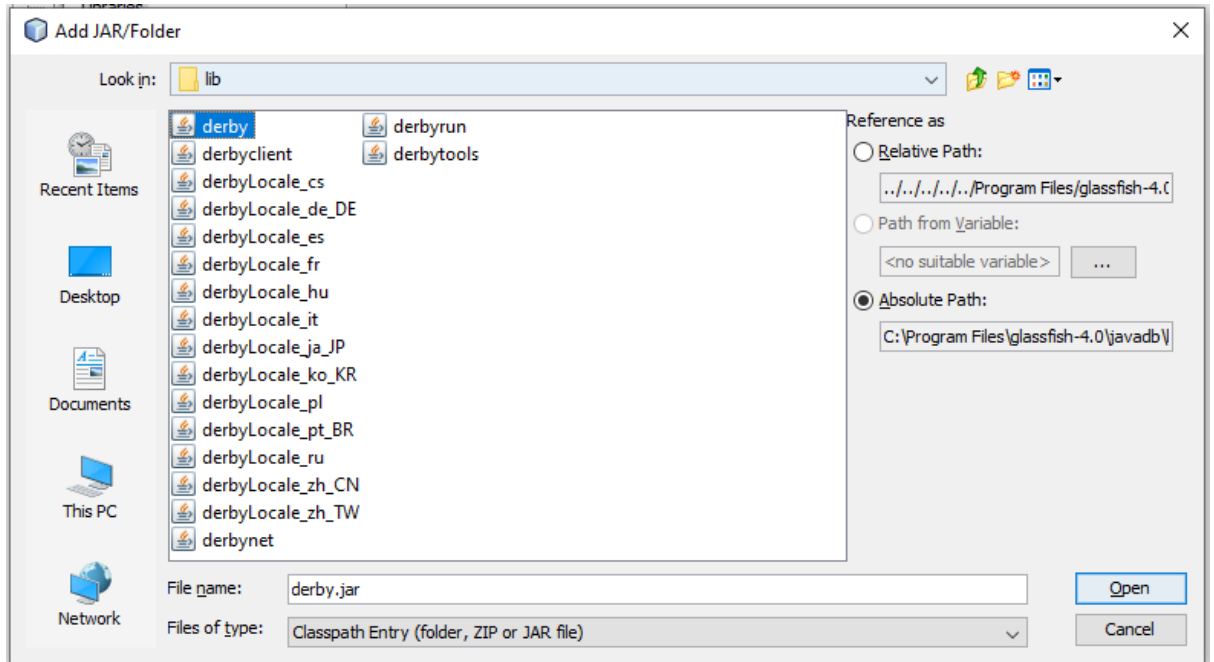 Libraries
Add JAR/Folder
Look in:
lib
Recent Items
Desktop
Documents
This PC
Network
derby
derbyclient
derbyLocale_cs
derbyLocale_de_DE
derbyLocale_es
derbyLocale_fr
derbyLocale_hu
derbyLocale_it
derbyLocale_ja_JP
derbyLocale_ko_KR
derbyLocale_pl
derbyLocale_pt_BR
derbyLocale_ru
derbyLocale_zh_CN
derbyLocale_zh_TW
derbynet
derbyrun
derbytools
Reference as
Relative Path:
../../../../../Program Files/glassfish-4.0
Path from Variable:
<no suitable variable>
...
Absolute Path:
C:\Program Files\glassfish-4.0\javadb\
File name:
derby.jar
Open
Files of type:
Classpath Entry (folder, ZIP or JAR file)
Cancel